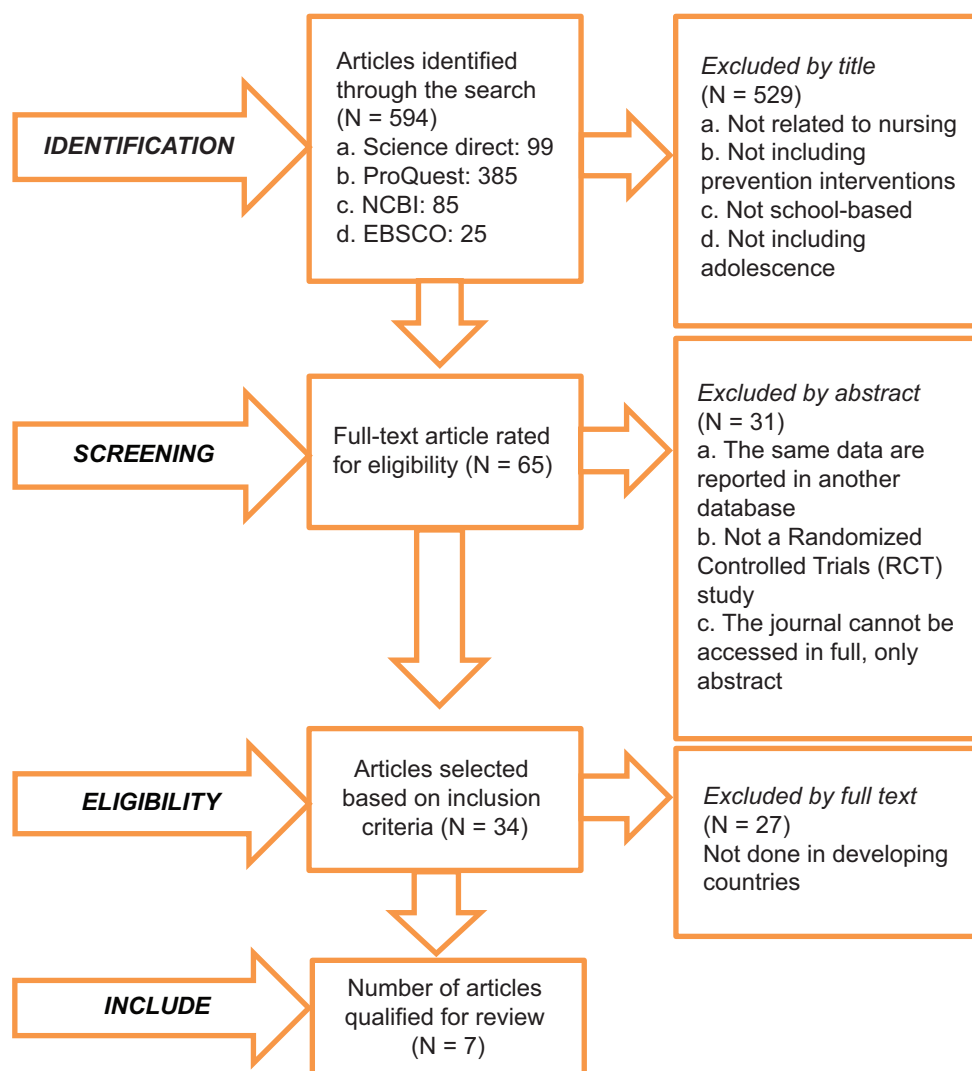 IDENTIFICATION
Articles identified
through the search
(N = 594)
a. Science direct: 99
b. ProQuest: 385
c. NCBI: 85
d. EBSCO: 25
Excluded by title
(N = 529)
a. Not related to nursing
b. Not including
prevention interventions
c. Not school-based
d. Not including
adolescence
SCREENING
Full-text article rated
for eligibility (N = 65)
Excluded by abstract
(N = 31)
a. The same data are
reported in another
database
b. Not a Randomized
Controlled Trials (RCT)
study
c. The journal cannot be
accessed in full, only
abstract
ELIGIBILITY
Articles selected
based on inclusion
criteria (N = 34)
Excluded by full text
(N = 27)
Not done in developing
countries
INCLUDE
Number of articles
qualified for review
(N = 7)